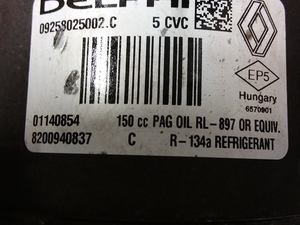 DELPHI
09258025002.C 5 CVC
EP5
Hungary
6570901
01140854 150 cc PAG OIL RL-897 OR EQUIV.
8200940837 C R-134a REFRIGERANT